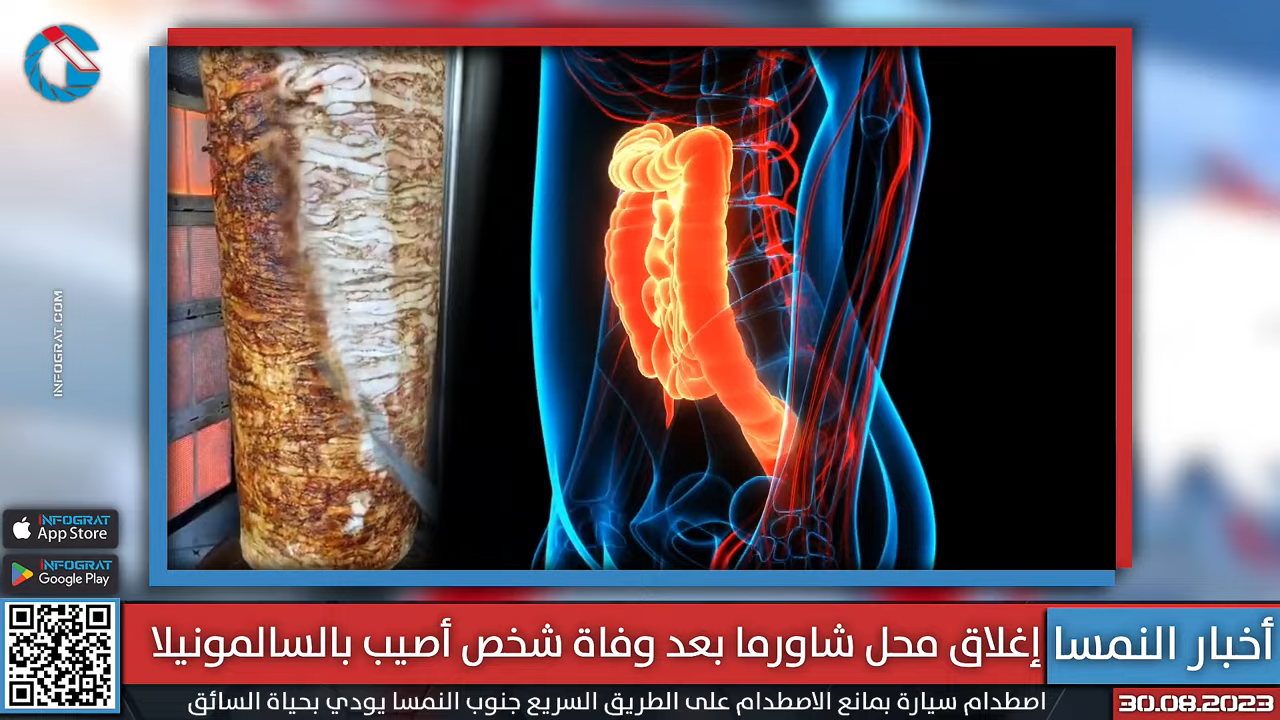 INFOGRAT.COM
INFOGRAT
App Store
INFOGRAT
Google Play
أخبار النمسا
إغلاق محل شاورما بعد وفاة شخص أصيب بالسالمونيلا
اصطدام سيارة بمانع الاصطدام على الطريق السريع جنوب النمسا يودي بحياة السائق
30.08.2023